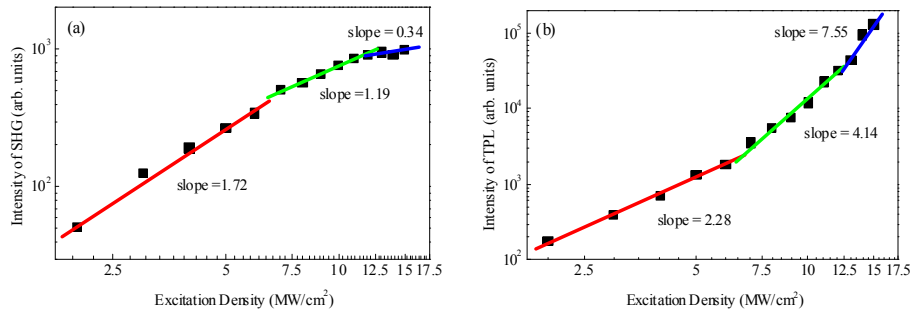 (a)
slope = 0.34
10³
slope =1.19
slope =1.72
10²
Intensity of SHG (arb. units)
2.5 5 7.5 10 12.5 15 17.5
Excitation Density (MW/cm²)
(b)
10⁵
slope = 7.55
10⁴
slope = 4.14
10³
slope = 2.28
10²
Intensity of TPL (arb. units)
2.5 5 7.5 10 12.5 15 17.5
Excitation Density (MW/cm²)